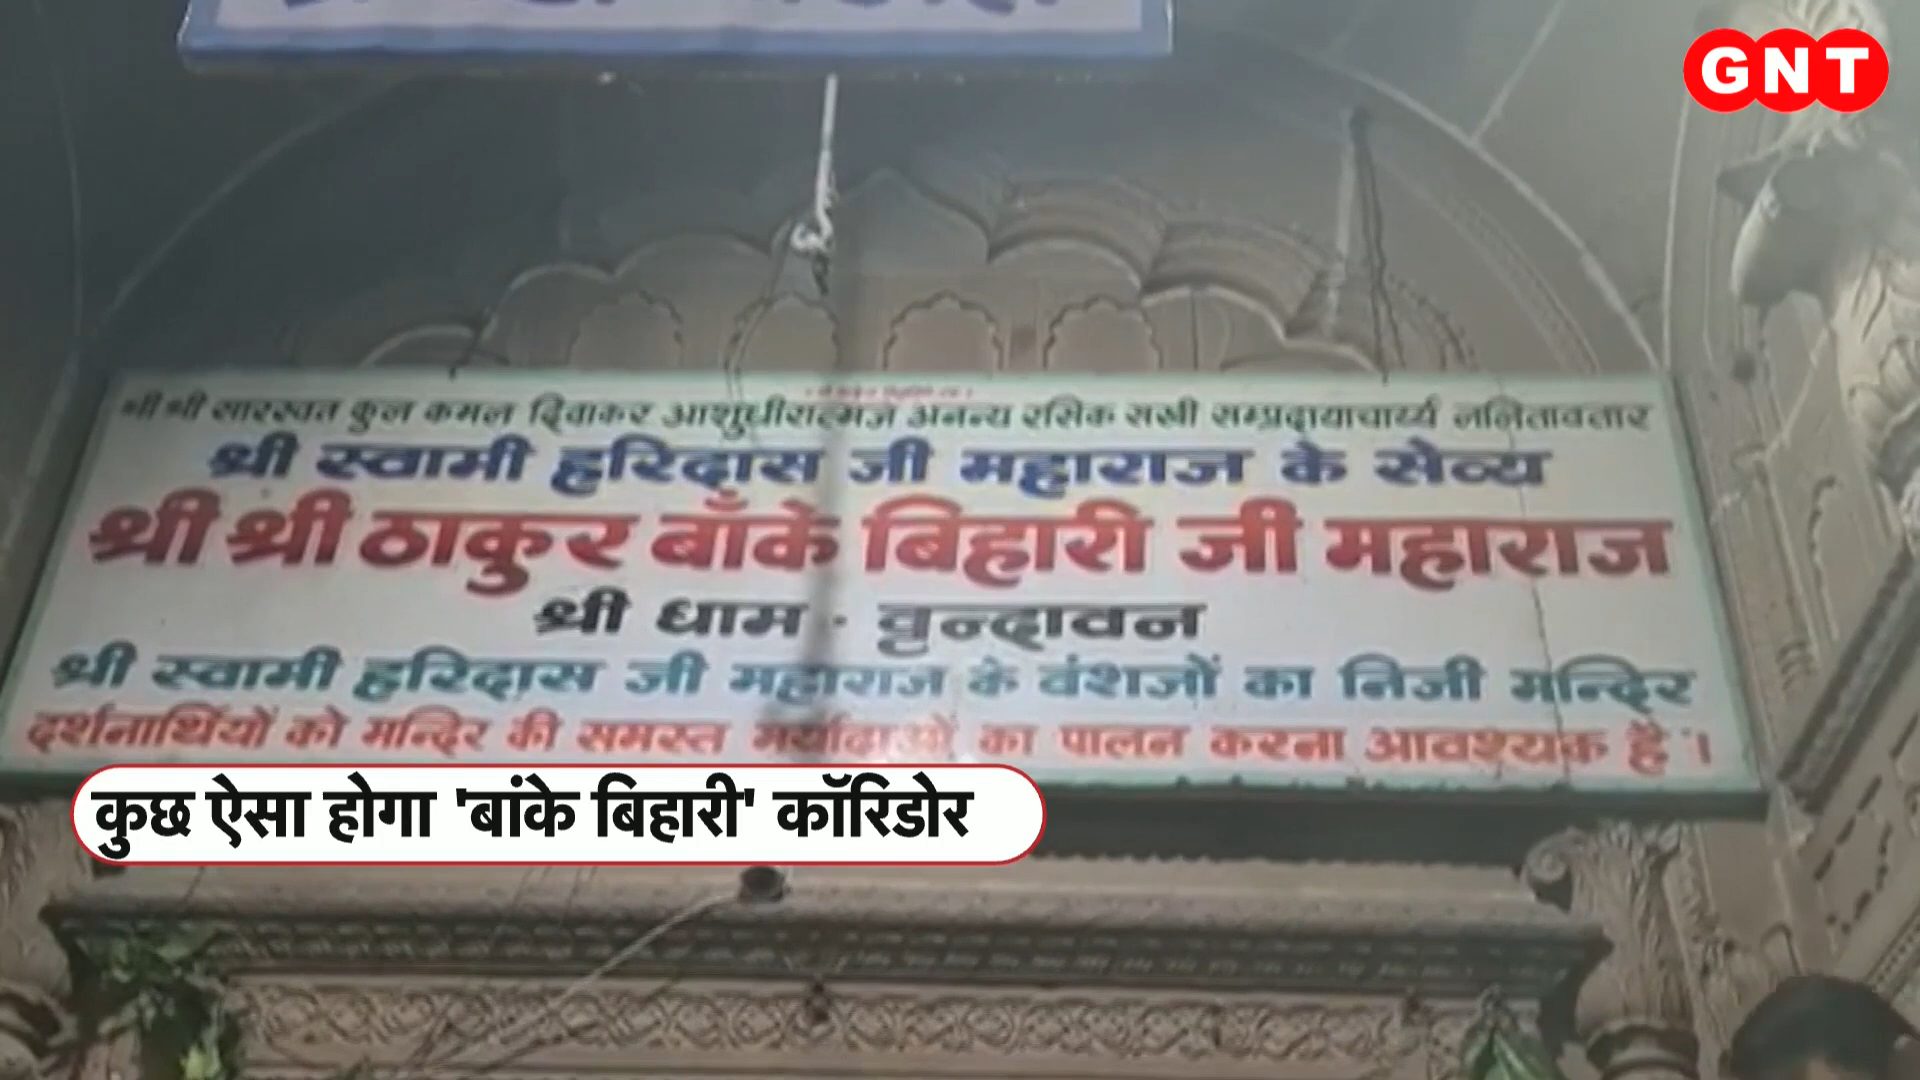 GNT
श्री श्री सारस्वत कुल कमल दिवाकर आशुधीरात्मज अनन्य रसिक सखी सम्प्रदायाचार्य्य ललितावतार
श्री स्वामी हरिदास जी महाराज के सेव्य
श्री श्री ठाकुर बाँके बिहारी जी महाराज
श्री धाम - वृन्दावन
श्री स्वामी हरिदास जी महाराज के वंशजों का निजी मन्दिर
दर्शनार्थियों को मन्दिर की समस्त मर्यादाओं का पालन करना आवश्यक है ।
कुछ ऐसा होगा 'बांके बिहारी' कॉरिडोर